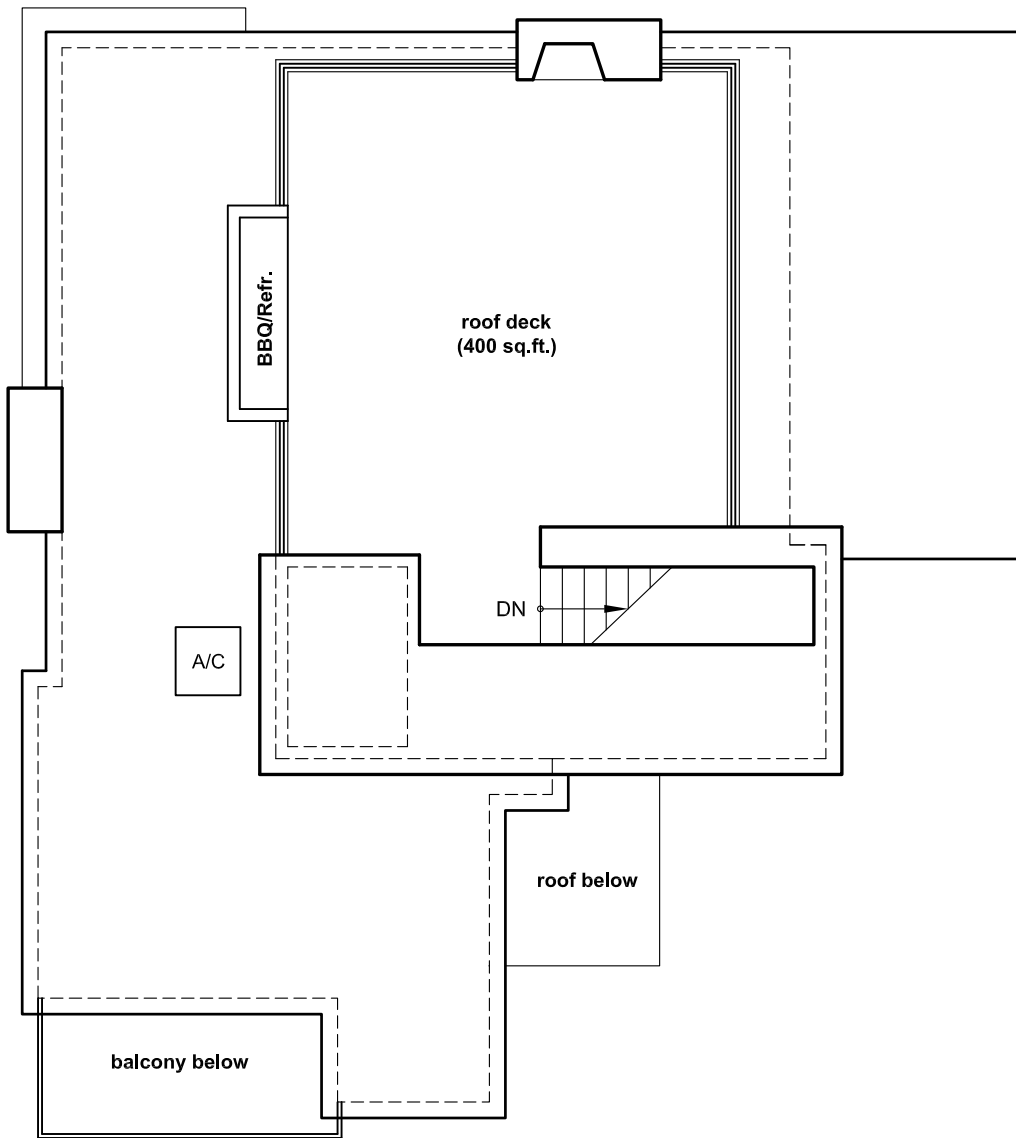 roof deck
(400 sq.ft.)
BBQ/Refr.
DN
A/C
roof below
balcony below